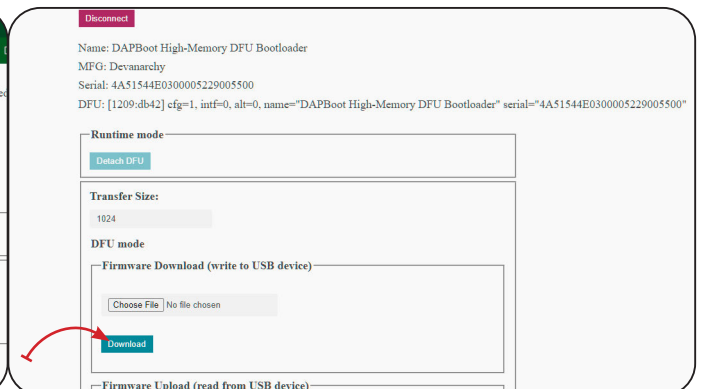 Disconnect
Name: DAPBoot High-Memory DFU Bootloader
MFG: Devanarchy
Serial: 4A51544E0300005229005500
DFU: [1209:db42] cfg=1, intf=0, alt=0, name="DAPBoot High-Memory DFU Bootloader" serial="4A51544E0300005229005500"
Runtime mode
Detach DFU
Transfer Size:
1024
DFU mode
Firmware Download (write to USB device)
Choose File No file chosen
Download
Firmware Upload (read from USB device)